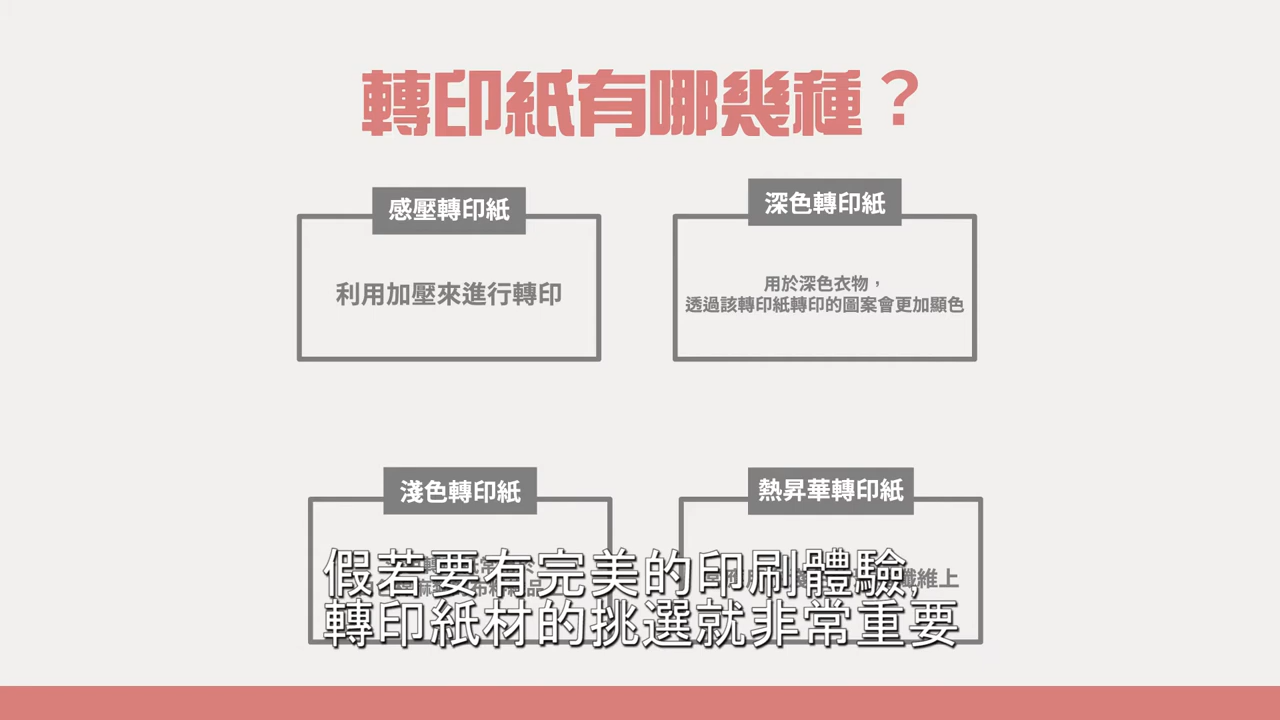 轉印紙有哪幾種？
感壓轉印紙
利用加壓來進行轉印
深色轉印紙
用於深色衣物，
透過該轉印紙轉印的圖案會更加顯色
淺色轉印紙
熱昇華轉印紙
纖維上
假若要有完美的印刷體驗,
轉印紙材的挑選就非常重要